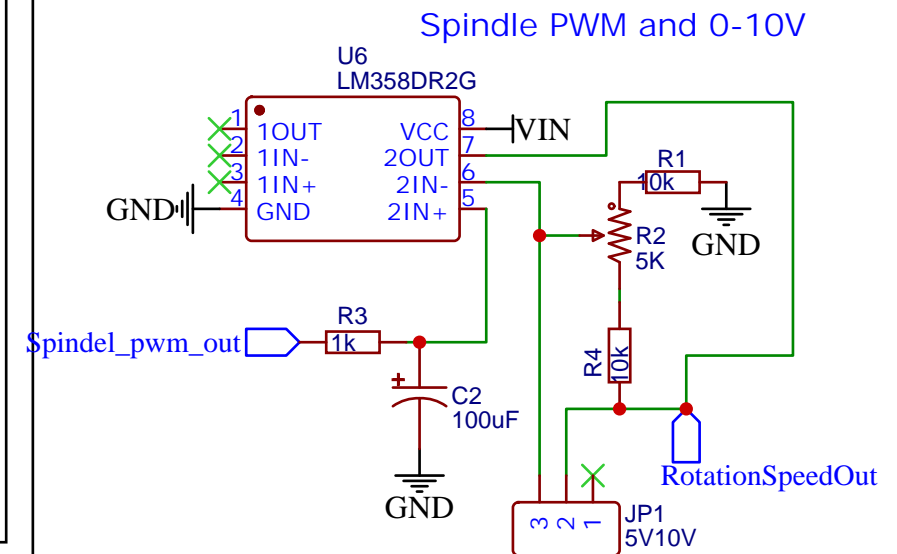 Spindle PWM and 0-10V
U6
LM358DR2G
1 1OUT VCC 8 VIN
2 1IN- 2OUT 7
3 1IN+ 2IN- 6
4 GND 2IN+ 5
GND
R1
10k
GND
R2
5K
Spindel_pwm_out
R3
1k
C2
100uF
GND
R4
10k
RotationSpeedOut
3 2 1
JP1
5V10V